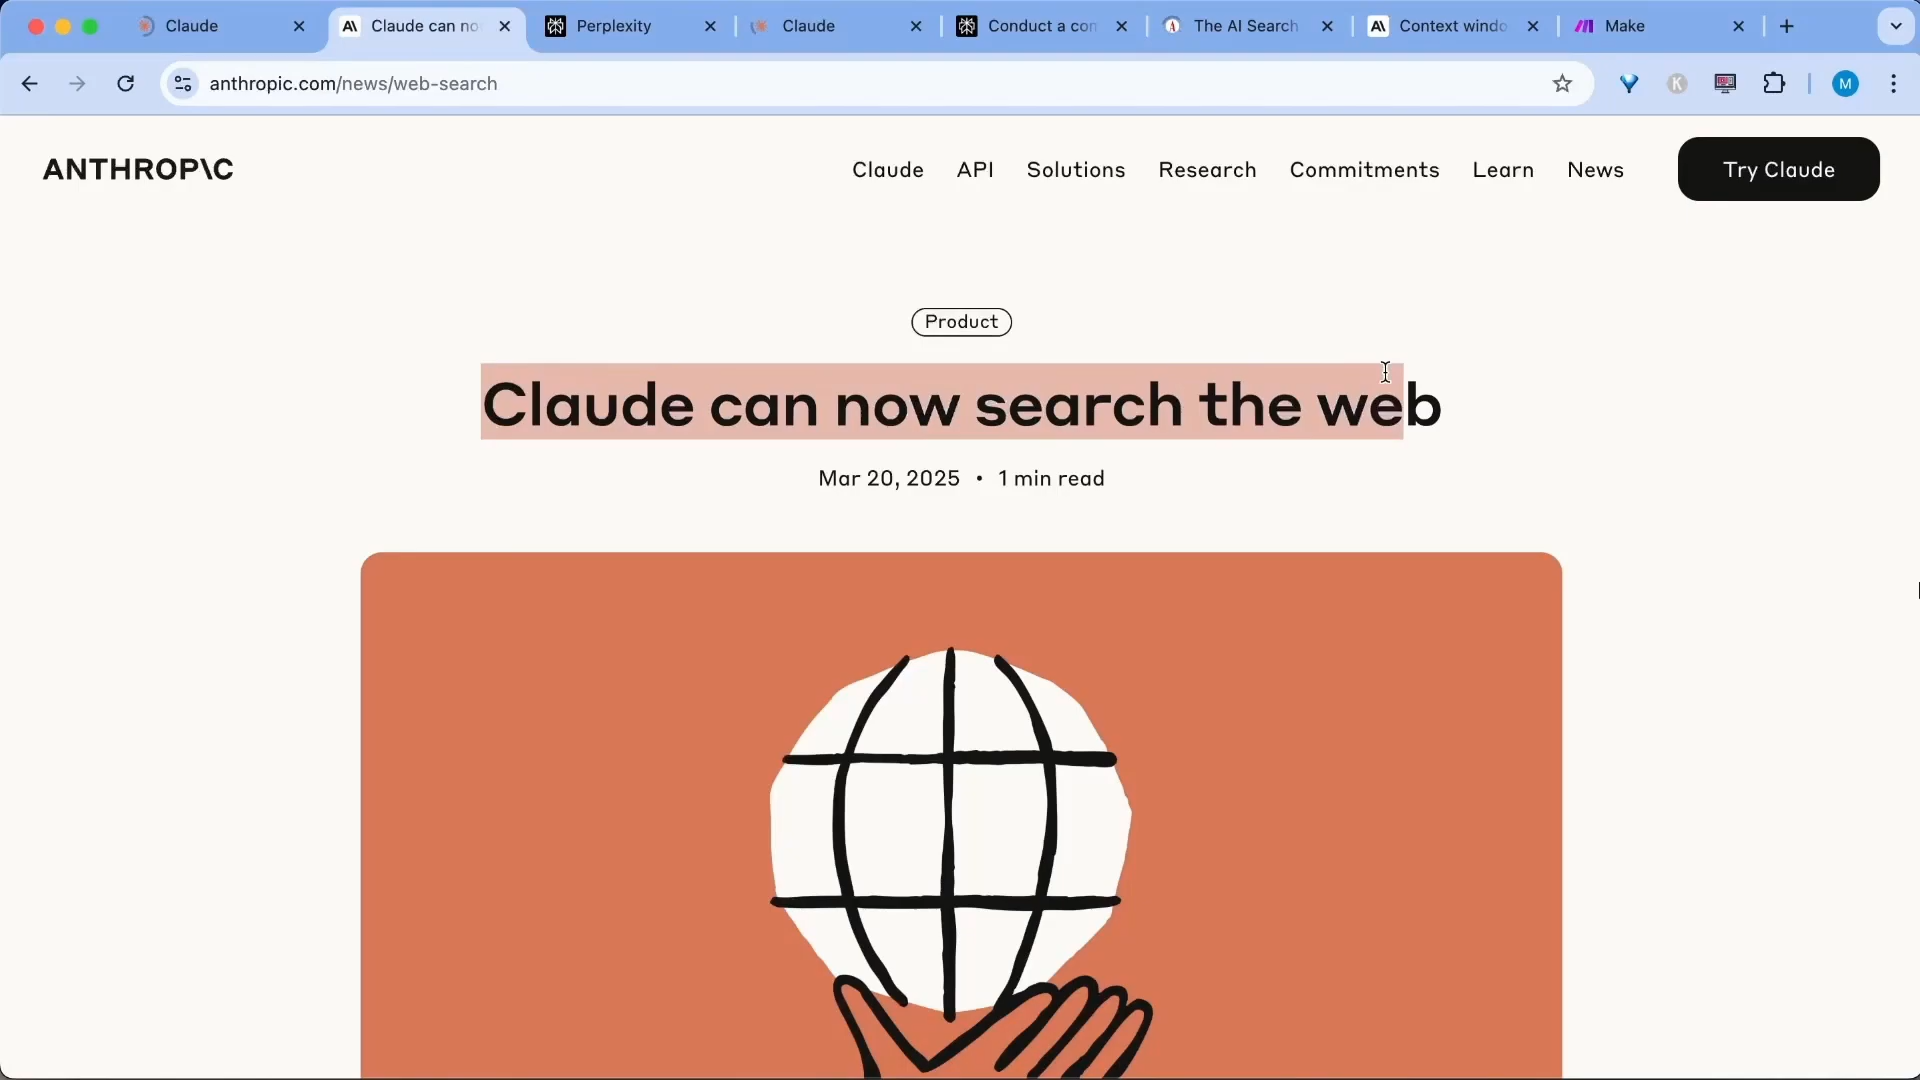 Claude
Claude can no
Perplexity
Claude
Conduct a con
The AI Search
Context windo
Make
anthropic.com/news/web-search
K
M
ANTHROP\C
Claude
API
Solutions
Research
Commitments
Learn
News
Try Claude
Product
Claude can now search the web
Mar 20, 2025 • 1 min read